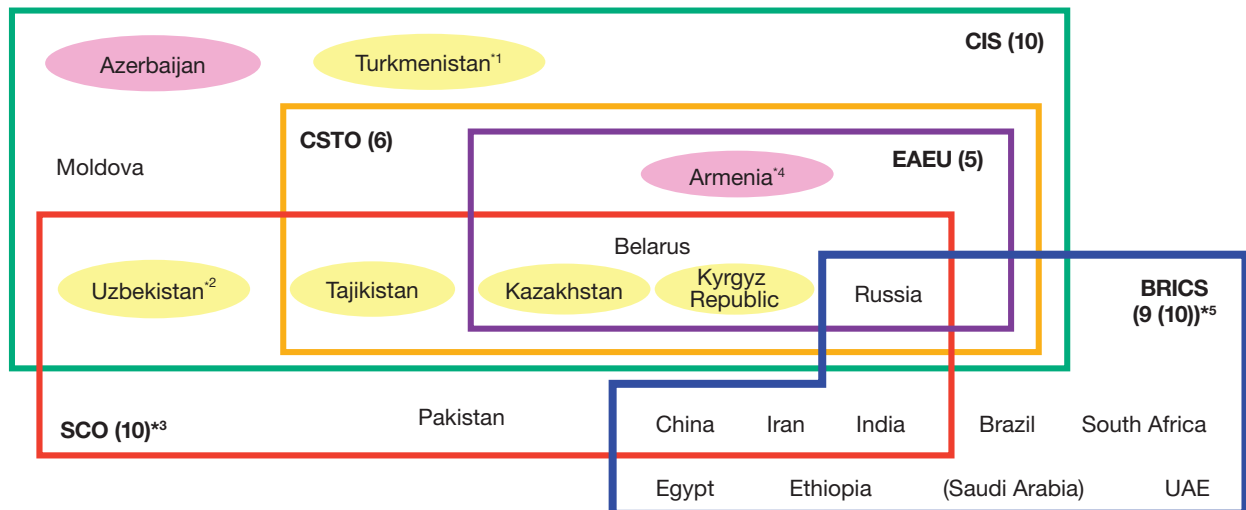 CIS (10)
Azerbaijan
Turkmenistan*1
CSTO (6)
EAEU (5)
Moldova
Armenia*4
Belarus
Uzbekistan*2
Tajikistan
Kazakhstan
Kyrgyz
Republic
Russia
BRICS
(9 (10))*5
SCO (10)*3
Pakistan
China
Iran
India
Brazil
South Africa
Egypt
Ethiopia
(Saudi Arabia)
UAE